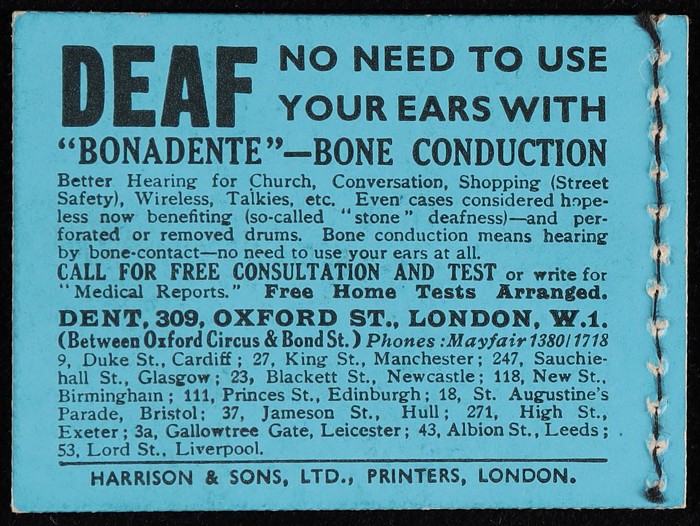 DEAF NO NEED TO USE
YOUR EARS WITH
"BONADENTE"—BONE CONDUCTION
Better Hearing for Church, Conversation, Shopping (Street
Safety), Wireless, Talkies, etc. Even cases considered hope-
less now benefiting (so-called "stone" deafness)—and per-
forated or removed drums. Bone conduction means hearing
by bone-contact—no need to use your ears at all.
CALL FOR FREE CONSULTATION AND TEST or write for
"Medical Reports." Free Home Tests Arranged.
DENT, 309, OXFORD ST., LONDON, W.1.
(Between Oxford Circus & Bond St.) Phones: Mayfair 1380/1718
9, Duke St., Cardiff; 27, King St., Manchester; 247, Sauchie-
hall St., Glasgow; 23, Blackett St., Newcastle; 118, New St.,
Birmingham; 111, Princes St., Edinburgh; 18, St. Augustine's
Parade, Bristol; 37, Jameson St., Hull; 271, High St.,
Exeter; 3a, Gallowtree Gate, Leicester; 43, Albion St., Leeds;
53, Lord St., Liverpool.
HARRISON & SONS, LTD., PRINTERS, LONDON.